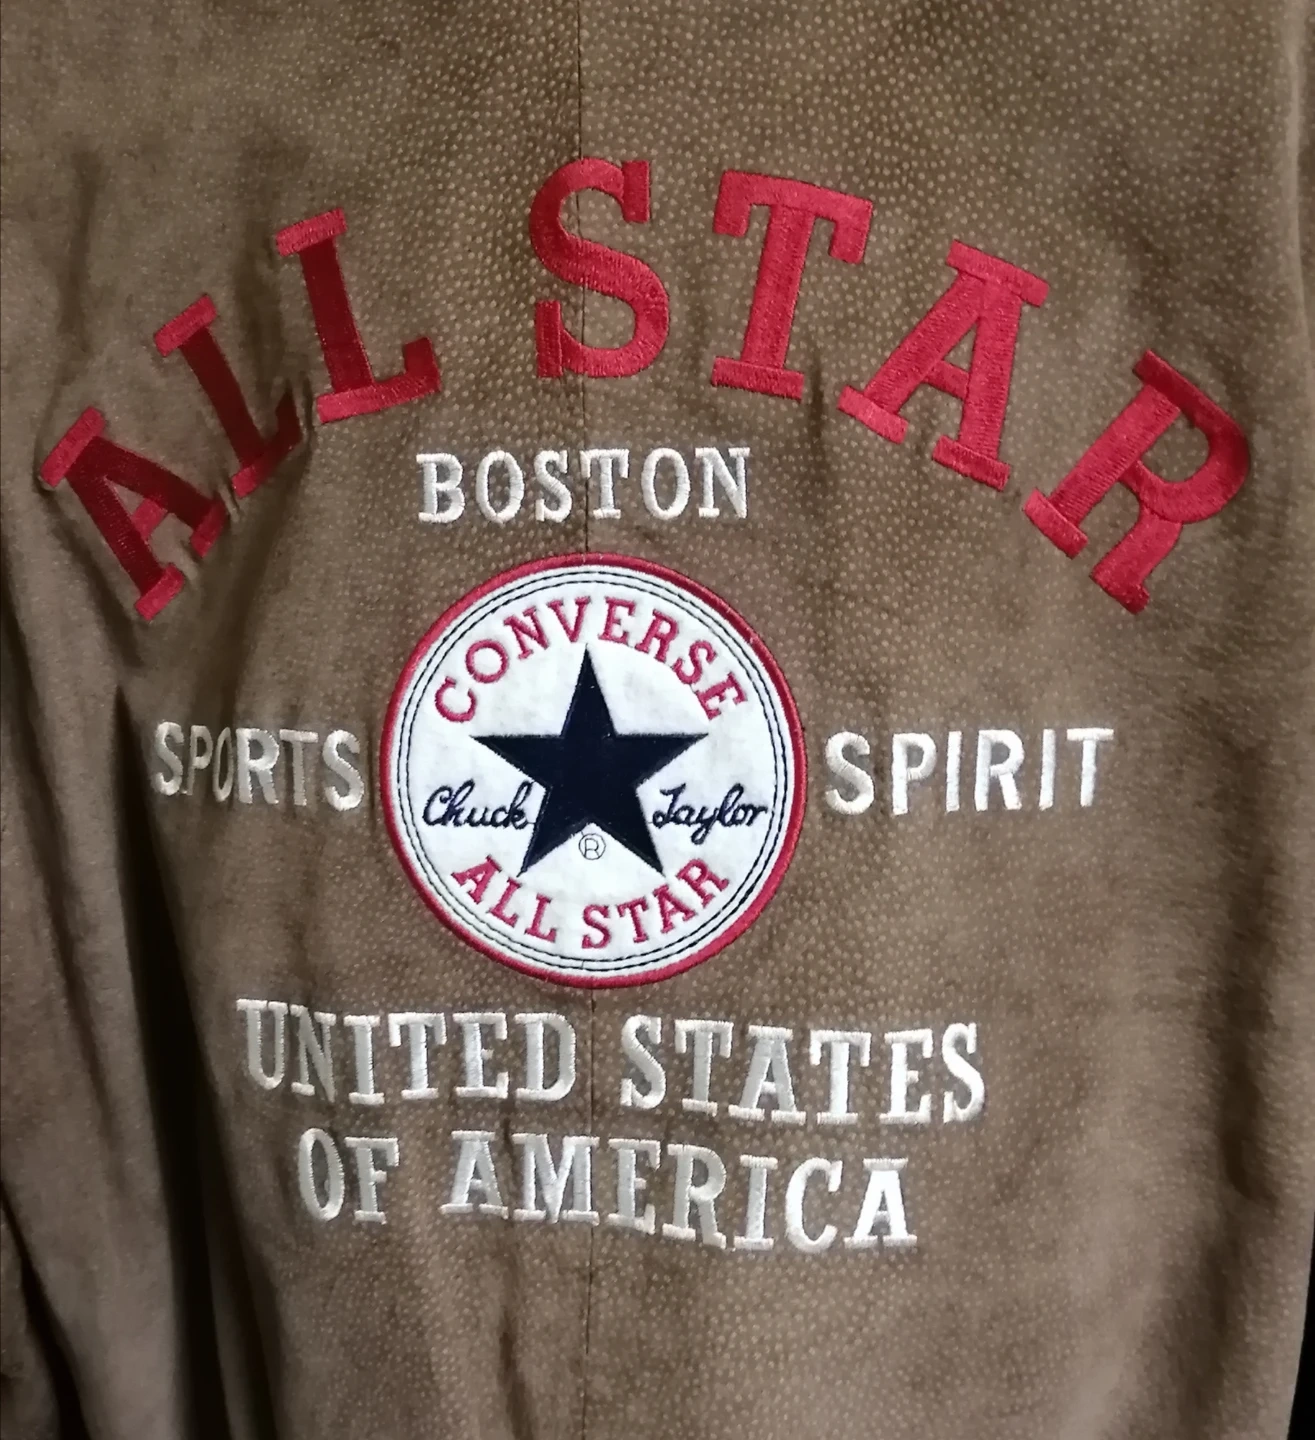 ALL STAR
BOSTON
SPORTS
CONVERSE
Chuck Taylor
®
ALL STAR
SPIRIT
UNITED STATES
OF AMERICA